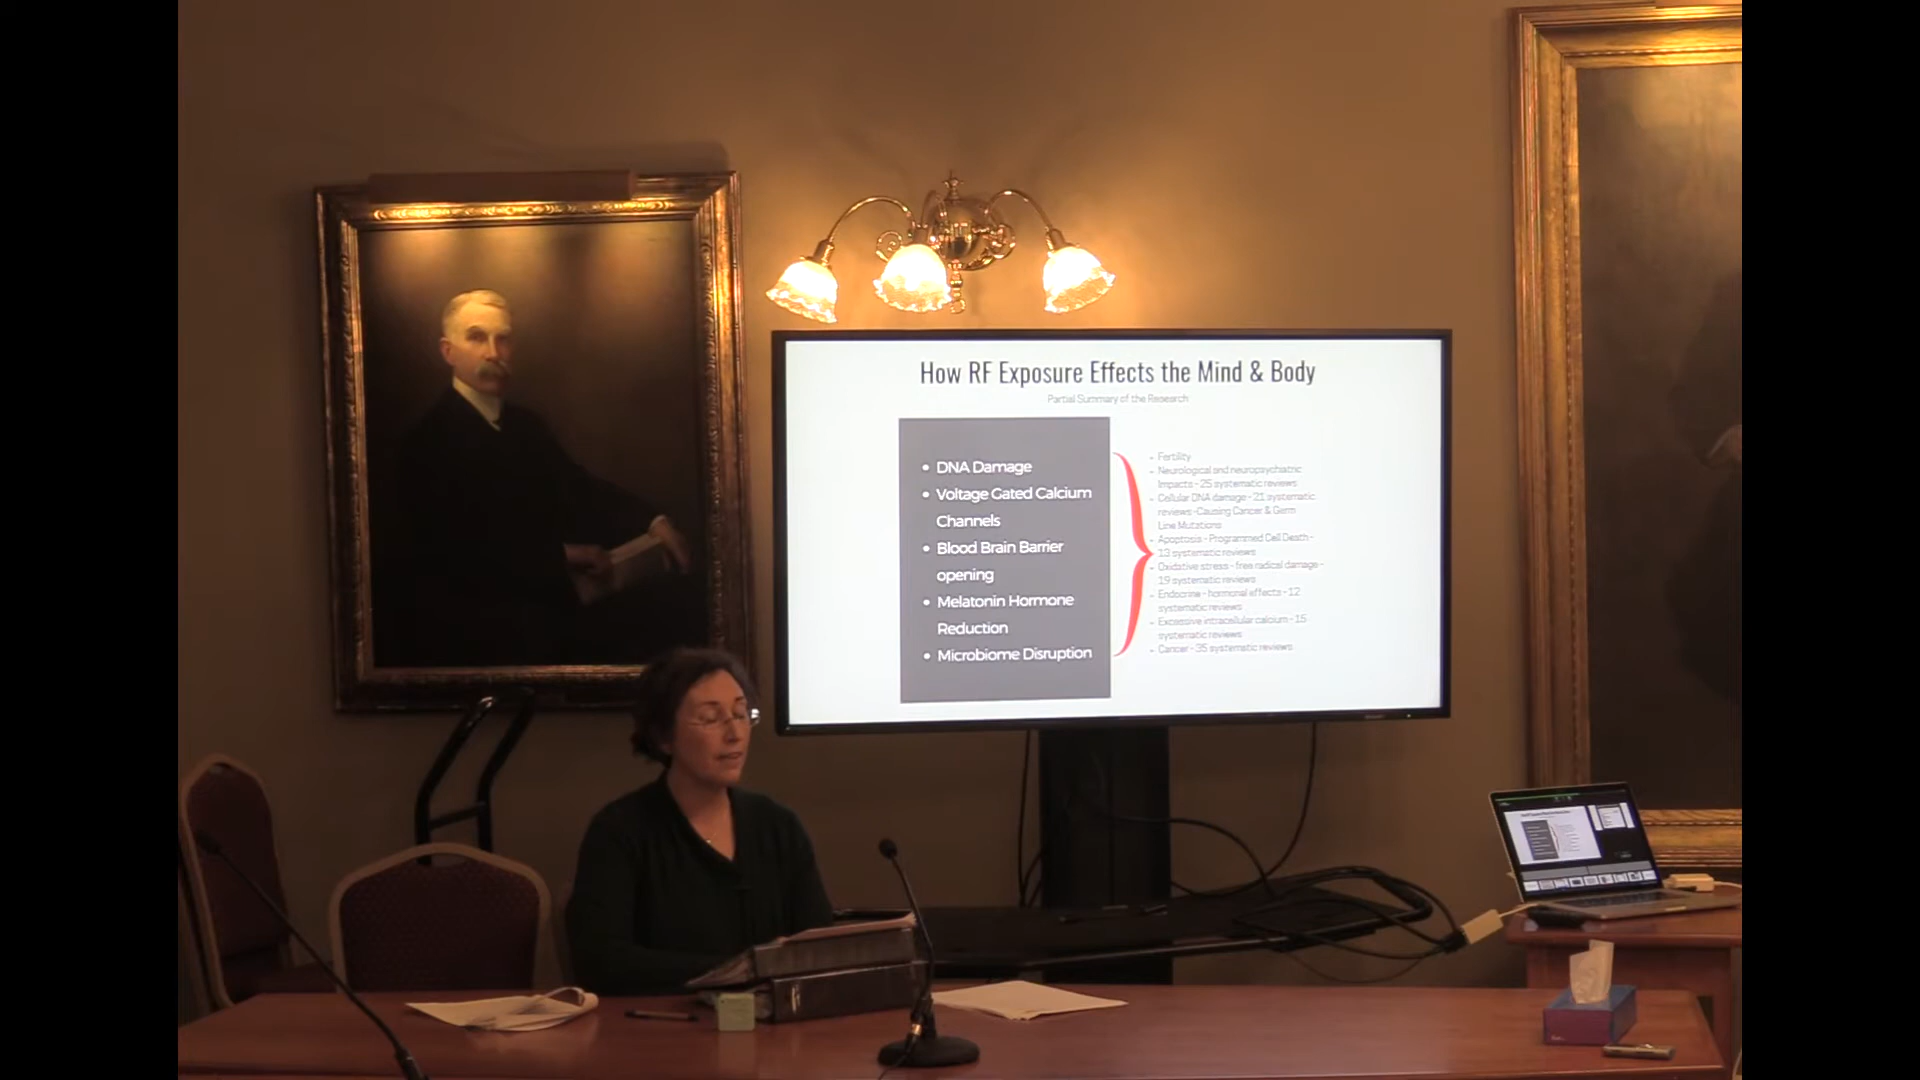 How RF Exposure Effects the Mind & Body
Partial Summary of the Research
• DNA Damage
• Voltage Gated Calcium
Channels
• Blood Brain Barrier
opening
• Melatonin Hormone
Reduction
• Microbiome Disruption
• Fertility
• Neurological and neuropsychiatric
Impacts - 25 systematic reviews
• Cellular DNA damage - 21 systematic
reviews -Causing Cancer & Germ
Line Mutations
• Apoptosis - Programmed Cell Death -
13 systematic reviews
• Oxidative stress - free radical damage -
19 systematic reviews
• Endocrine - hormonal effects - 12
systematic reviews
• Excessive intracellular calcium - 15
systematic reviews
• Cancer - 35 systematic reviews